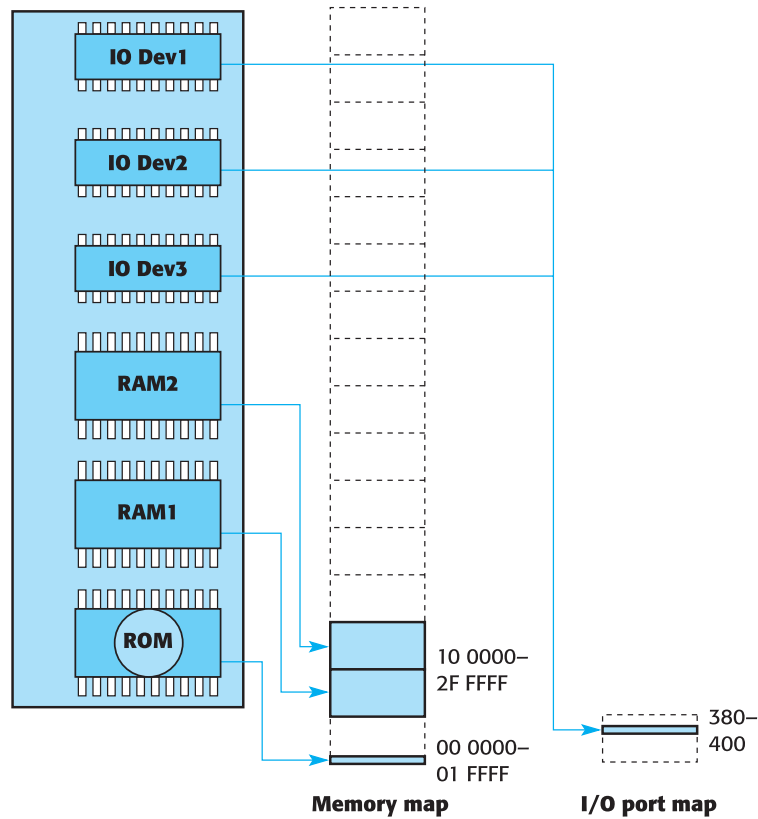 IO Dev1
IO Dev2
IO Dev3
RAM2
RAM1
ROM
10 0000–
2F FFFF
00 0000–
01 FFFF
380–
400
Memory map
I/O port map